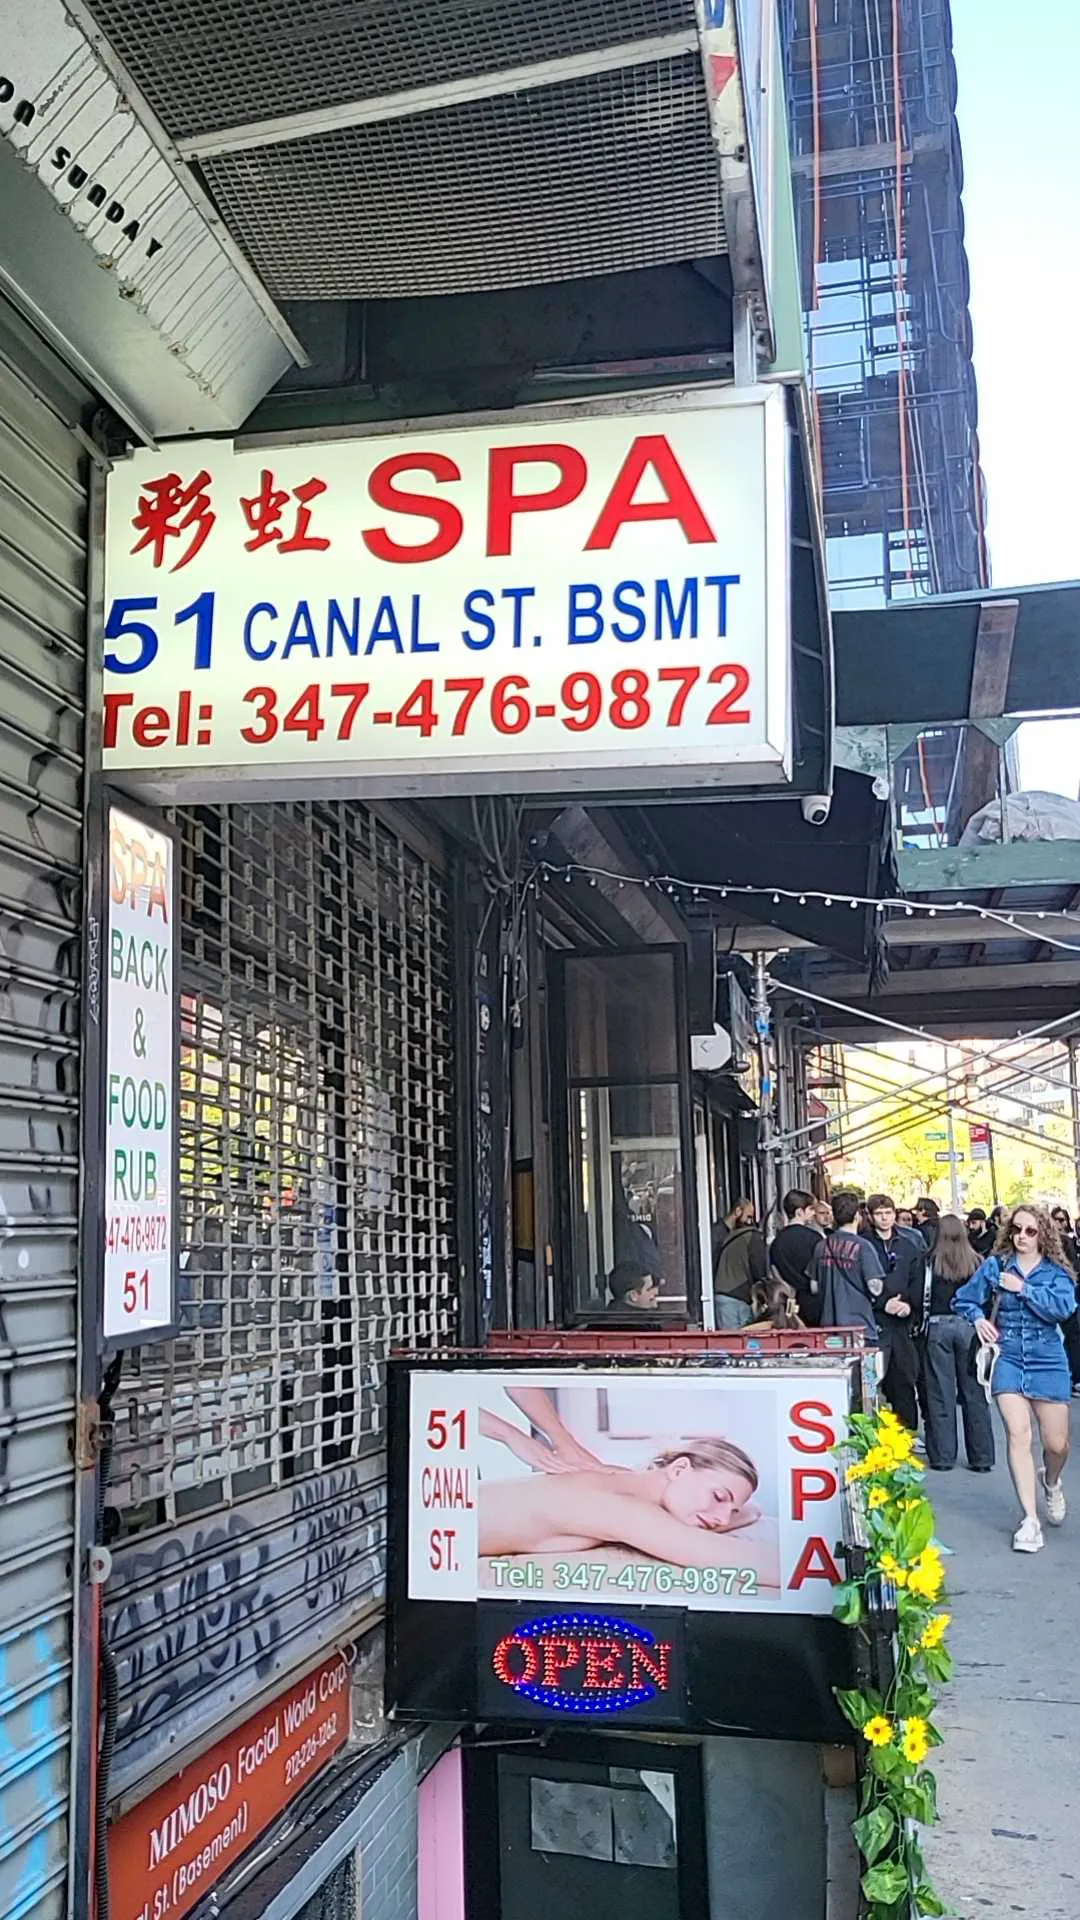 SUNDAY
彩虹 SPA
51 CANAL ST. BSMT
Tel: 347-476-9872
SPA
BACK
&
FOOD
RUB
347-476-9872
51
51
CANAL
ST.
SPA
Tel: 347-476-9872
OPEN
MIMOSO Facial World Corp.
212-226-1262
St. (Basement)